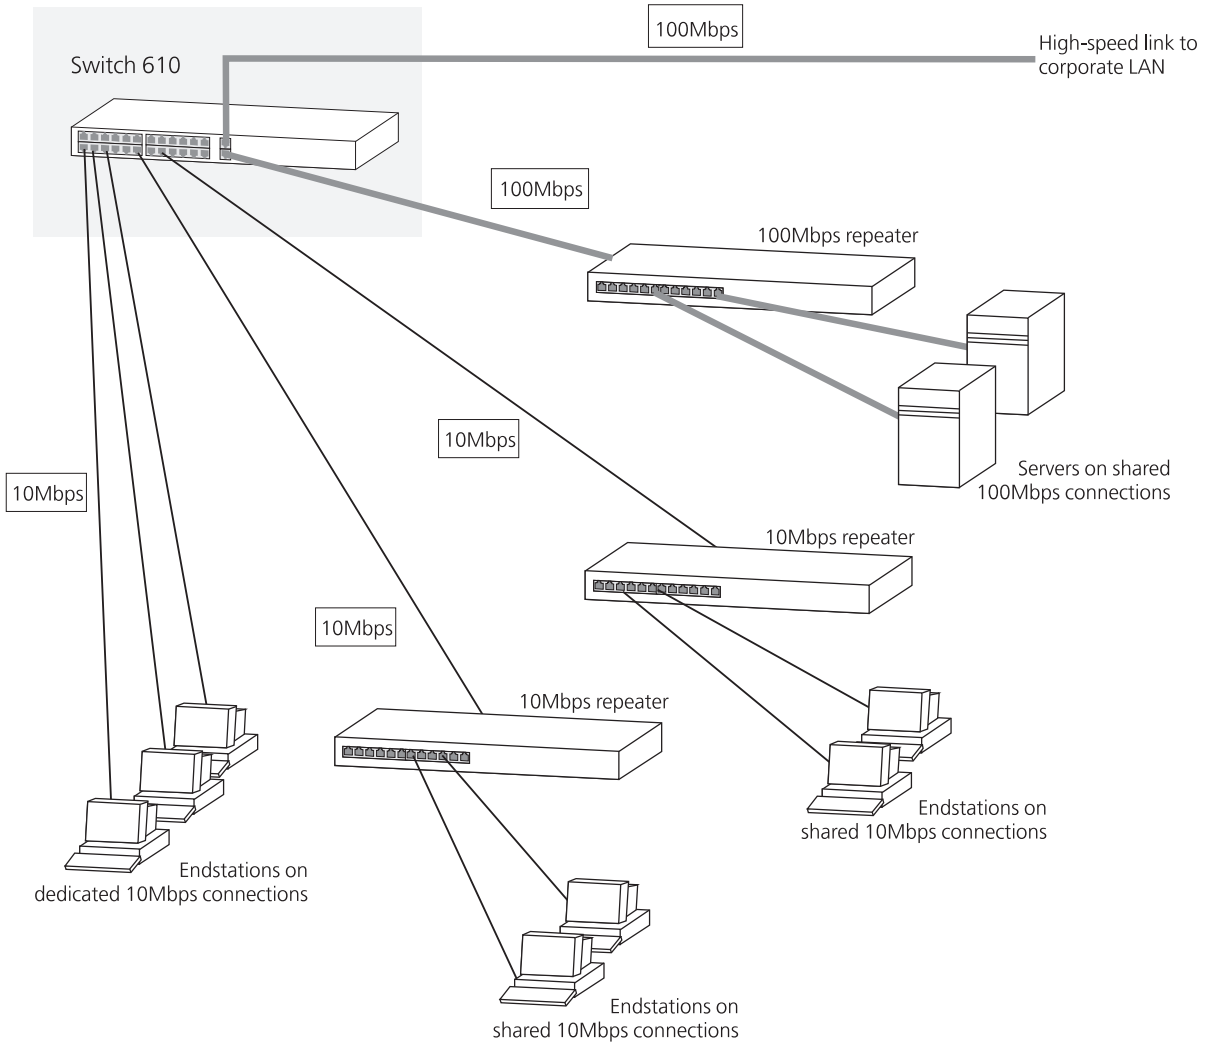 100Mbps
High-speed link to
corporate LAN
Switch 610
100Mbps
100Mbps repeater
10Mbps
Servers on shared
100Mbps connections
10Mbps
10Mbps repeater
10Mbps
10Mbps repeater
Endstations on
shared 10Mbps connections
Endstations on
dedicated 10Mbps connections
Endstations on
shared 10Mbps connections